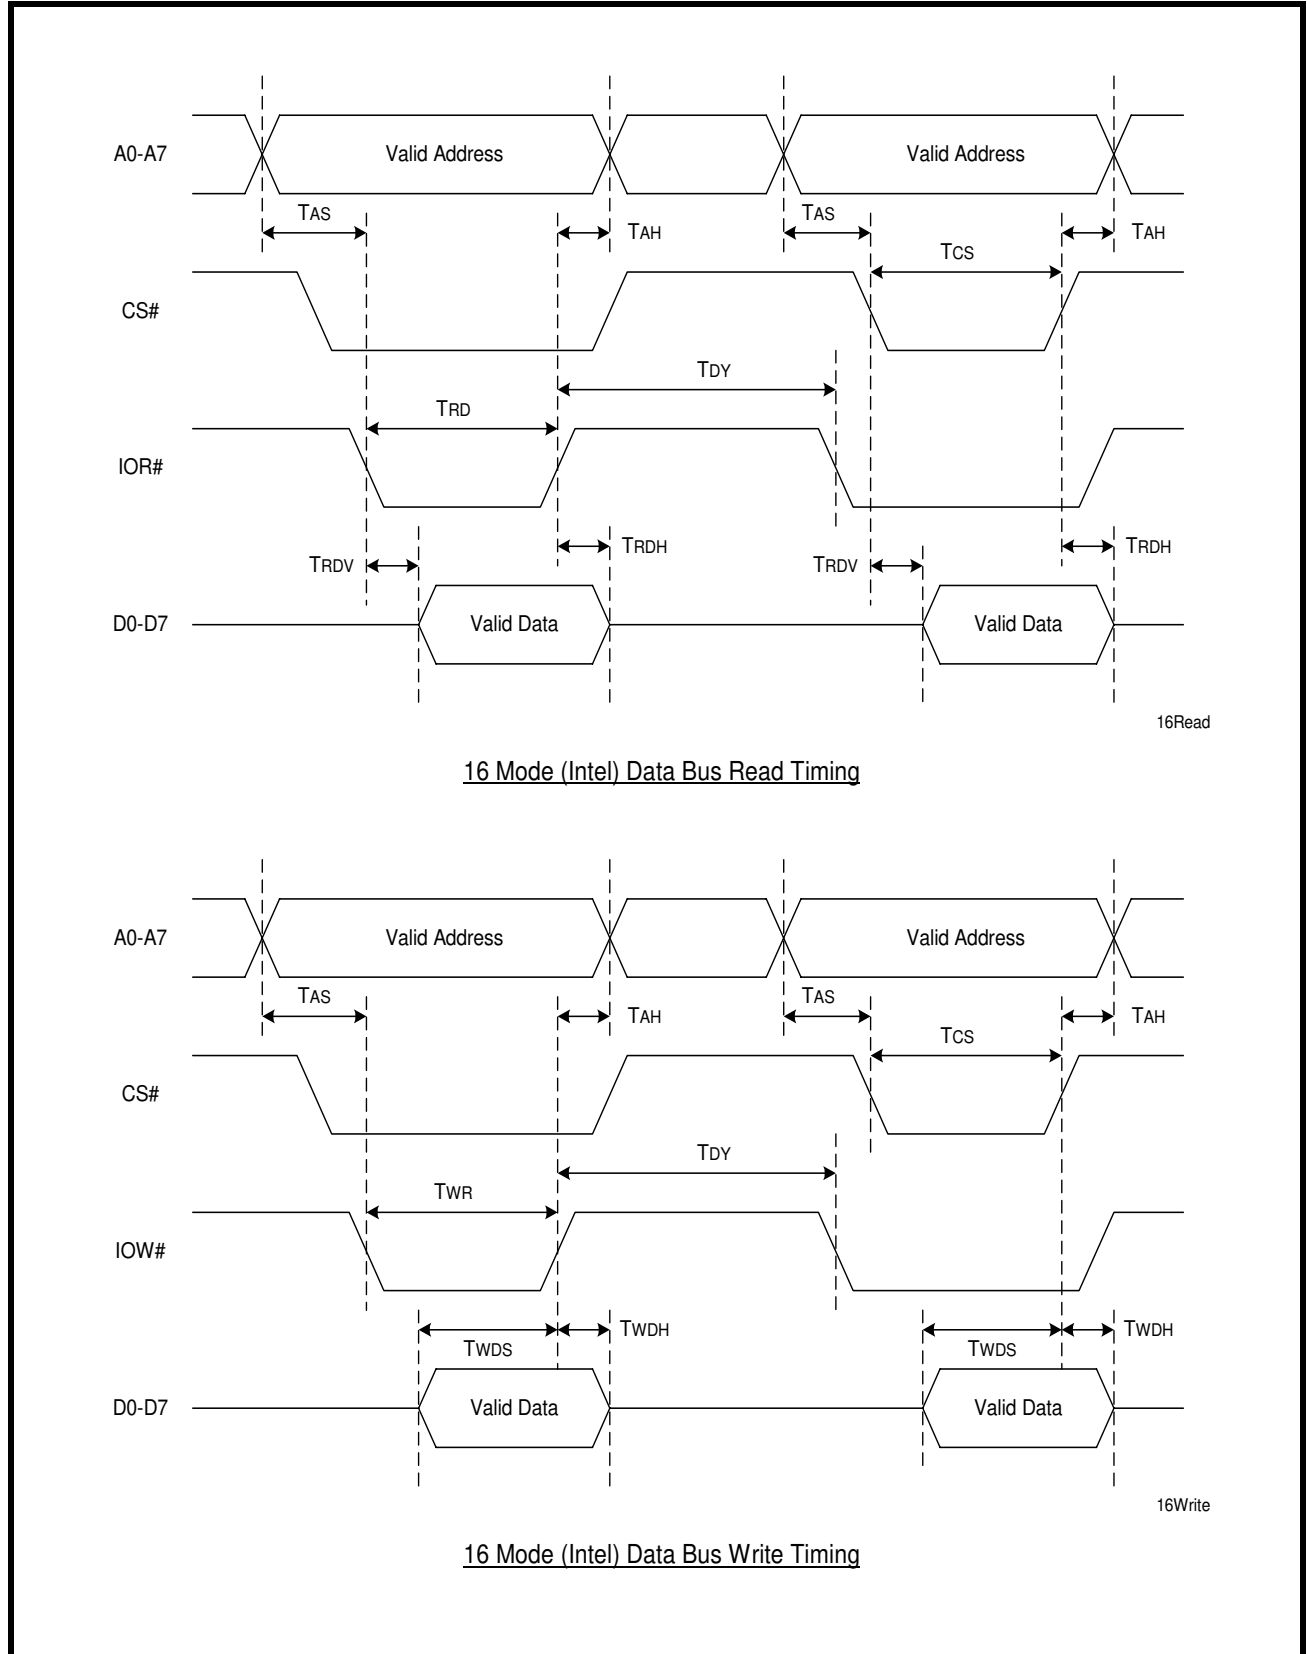 A0-A7 Valid Address Valid Address
TAS TAH TAS TAH
TCS
CS#
TDY
TRD
IOR#
TRDV TRDH TRDV TRDH
D0-D7 Valid Data Valid Data
16Read
16 Mode (Intel) Data Bus Read Timing
A0-A7 Valid Address Valid Address
TAS TAH TAS TAH
TCS
CS#
TDY
TWR
IOW#
TWDH TWDH
TWDS TWDS
D0-D7 Valid Data Valid Data
16Write
16 Mode (Intel) Data Bus Write Timing